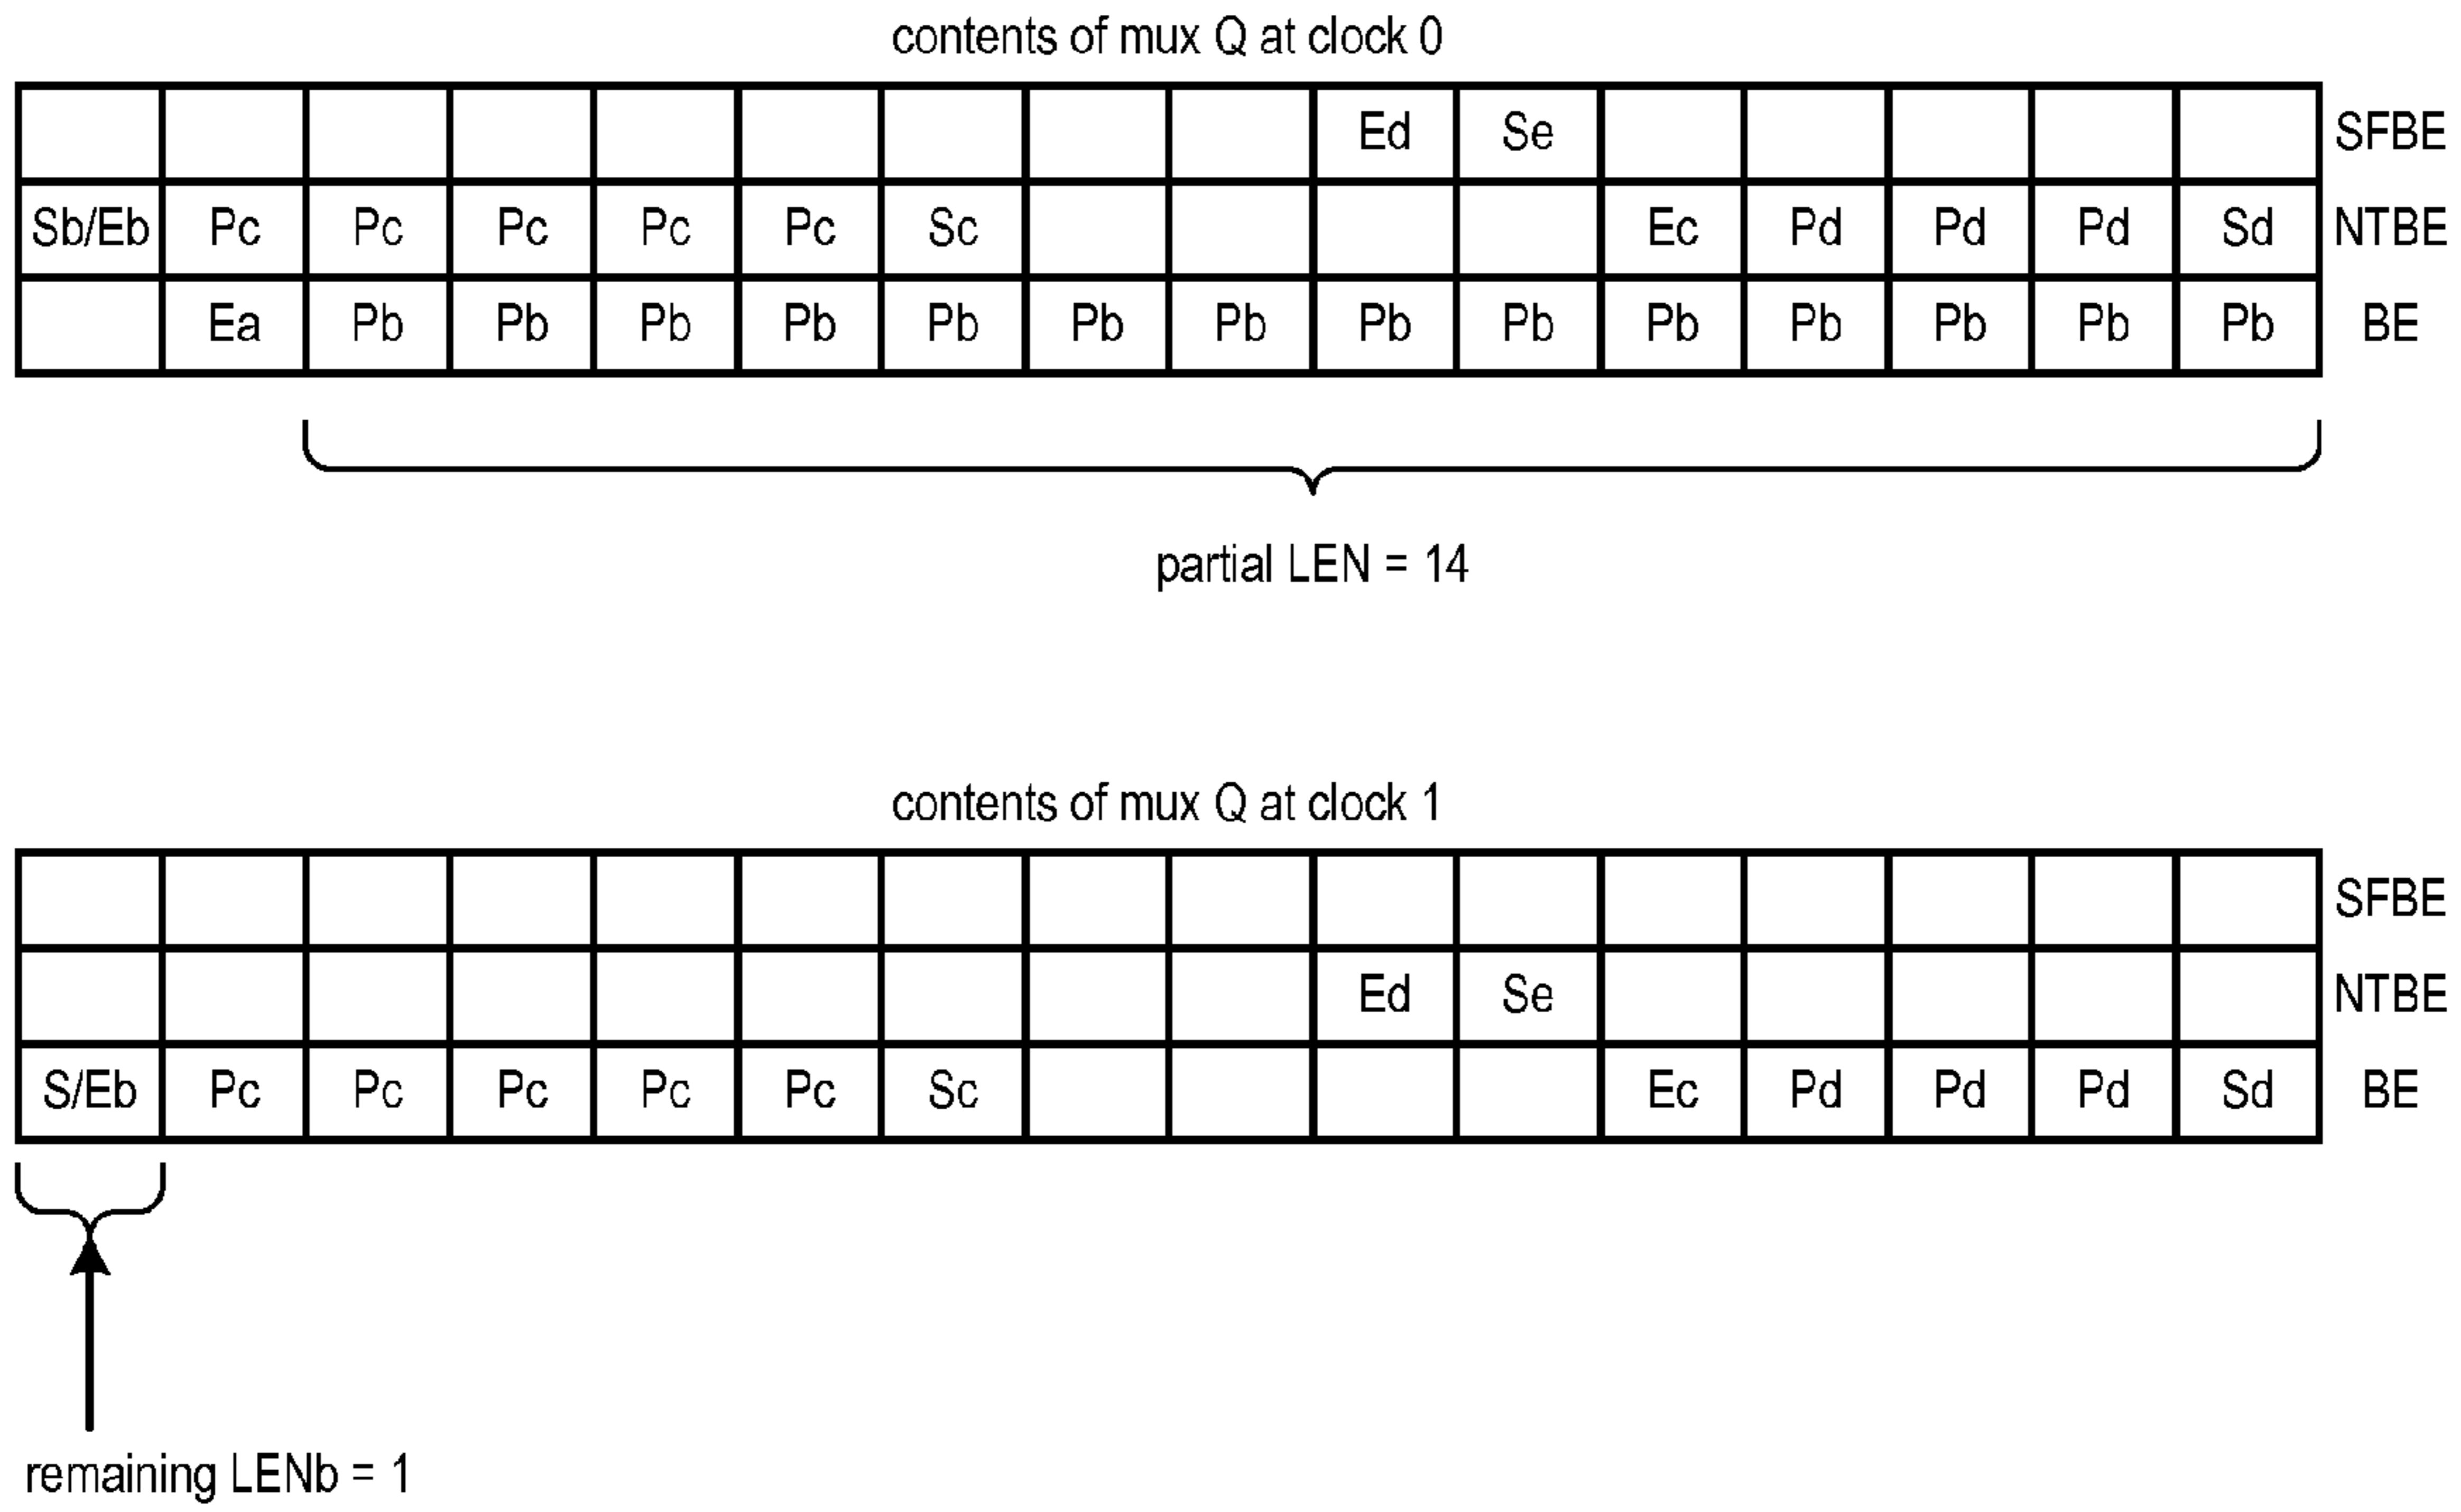 contents of mux Q at clock 0
Ed Se SFBE
Sb/Eb Pc Pc Pc Pc Pc Sc Ec Pd Pd Pd Sd NTBE
Ea Pb Pb Pb Pb Pb Pb Pb Pb Pb Pb Pb Pb Pb Pb BE
partial LEN = 14
contents of mux Q at clock 1
SFBE
Ed Se NTBE
S/Eb Pc Pc Pc Pc Pc Sc Ec Pd Pd Pd Sd BE
remaining LENb = 1